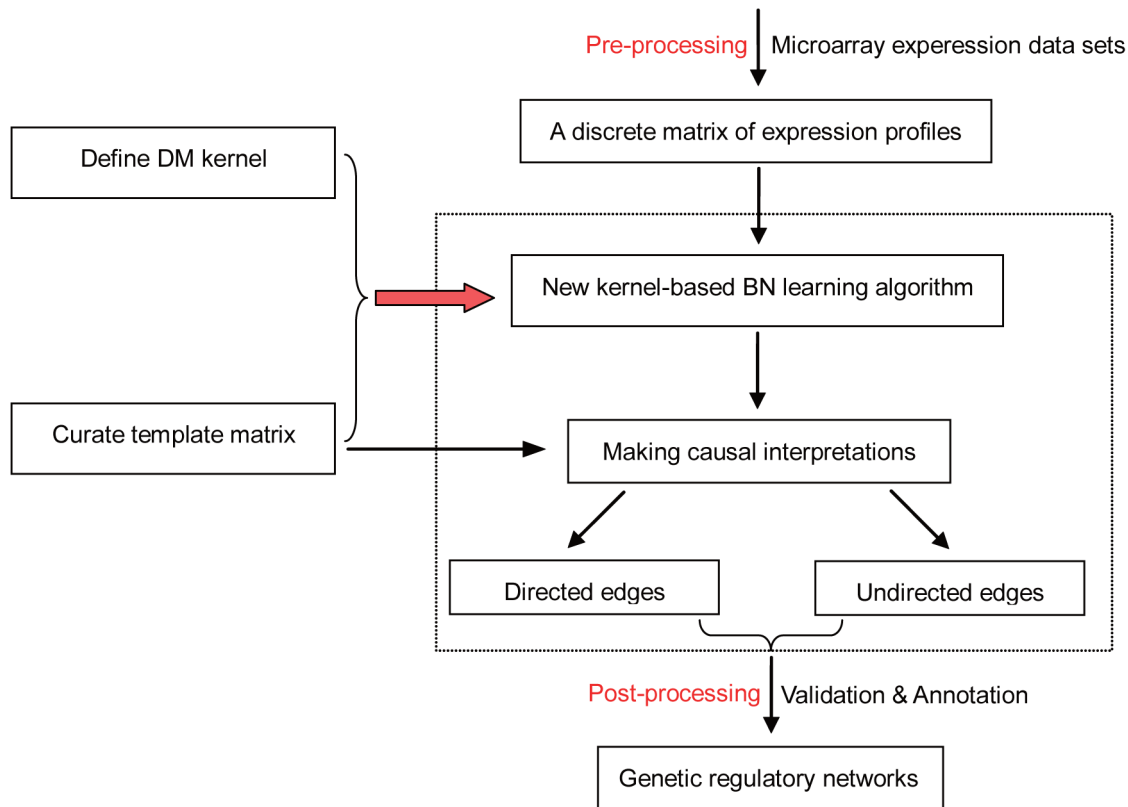 Pre-processing
Microarray experession data sets
A discrete matrix of expression profiles
Define DM kernel
New kernel-based BN learning algorithm
Curate template matrix
Making causal interpretations
Directed edges
Undirected edges
Post-processing
Validation & Annotation
Genetic regulatory networks